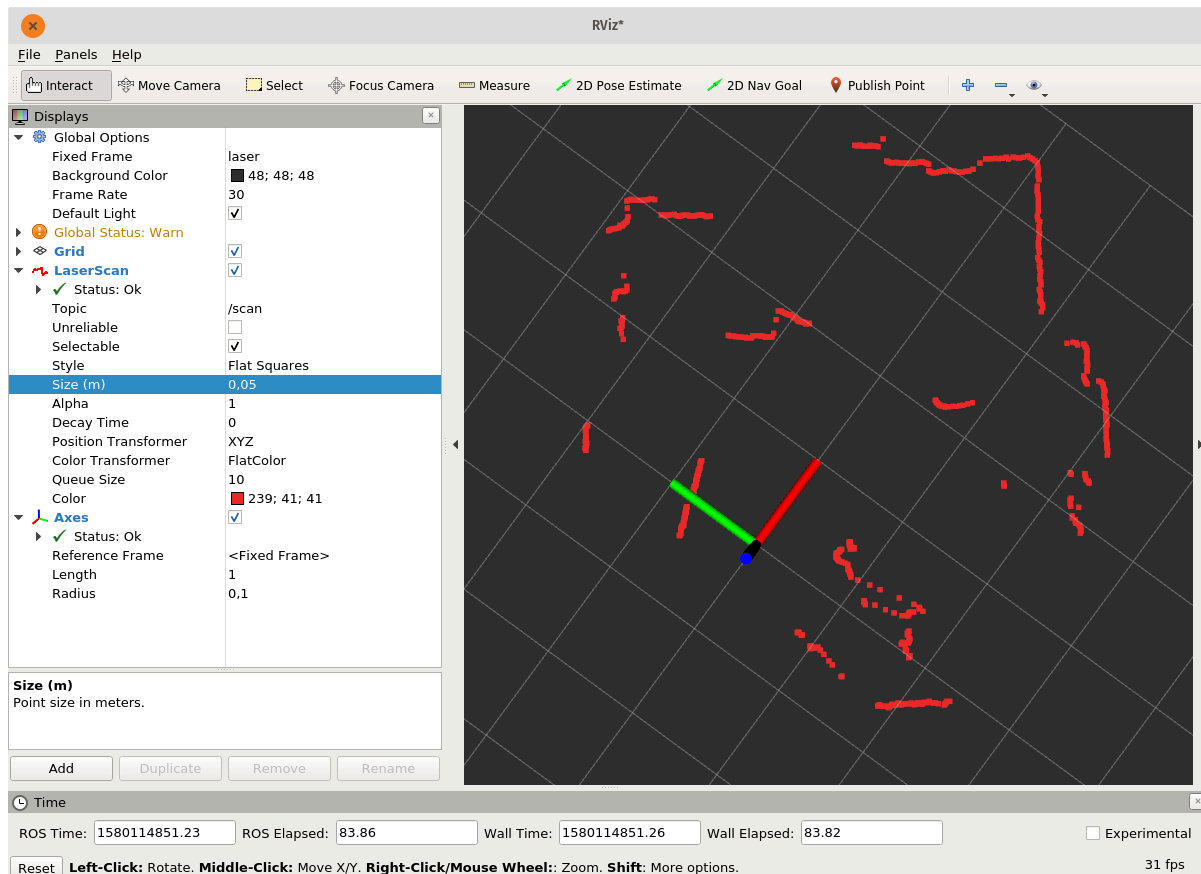 RViz*
File Panels Help
Interact Move Camera Select Focus Camera Measure 2D Pose Estimate 2D Nav Goal Publish Point
Displays
Global Options
Fixed Frame laser
Background Color 48; 48; 48
Frame Rate 30
Default Light
Global Status: Warn
Grid
LaserScan
Status: Ok
Topic /scan
Unreliable
Selectable
Style Flat Squares
Size (m) 0,05
Alpha 1
Decay Time 0
Position Transformer XYZ
Color Transformer FlatColor
Queue Size 10
Color 239; 41; 41
Axes
Status: Ok
Reference Frame <Fixed Frame>
Length 1
Radius 0,1
Size (m)
Point size in meters.
Add Duplicate Remove Rename
Time
ROS Time: 1580114851.23 ROS Elapsed: 83.86 Wall Time: 1580114851.26 Wall Elapsed: 83.82 Experimental
Reset Left-Click: Rotate. Middle-Click: Move X/Y. Right-Click/Mouse Wheel:: Zoom. Shift: More options. 31 fps